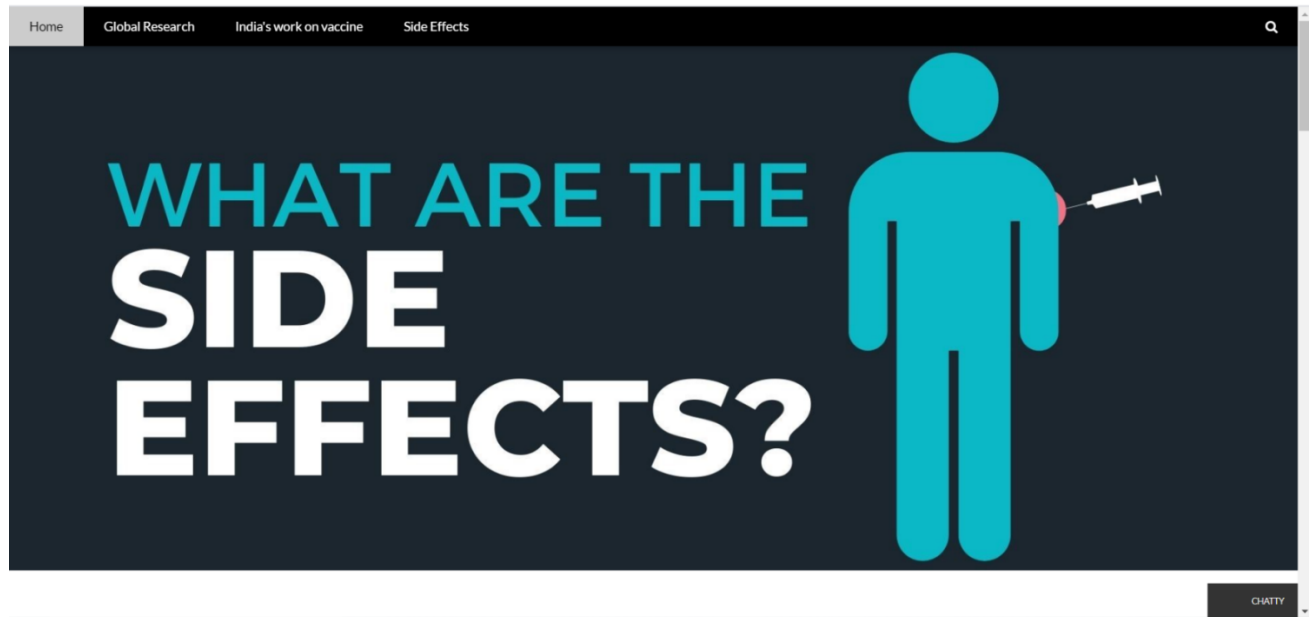 Home Global Research India's work on vaccine Side Effects
WHAT ARE THE
SIDE
EFFECTS?
CHATTY